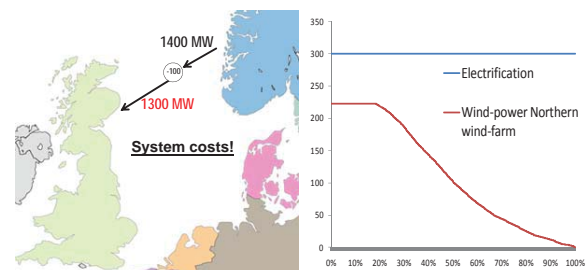 1400 MW
-100
1300 MW
System costs!
350
300
250
200
150
100
50
0
Electrification
Wind-power Northern
wind-farm
0% 10% 20% 30% 40% 50% 60% 70% 80% 90% 100%